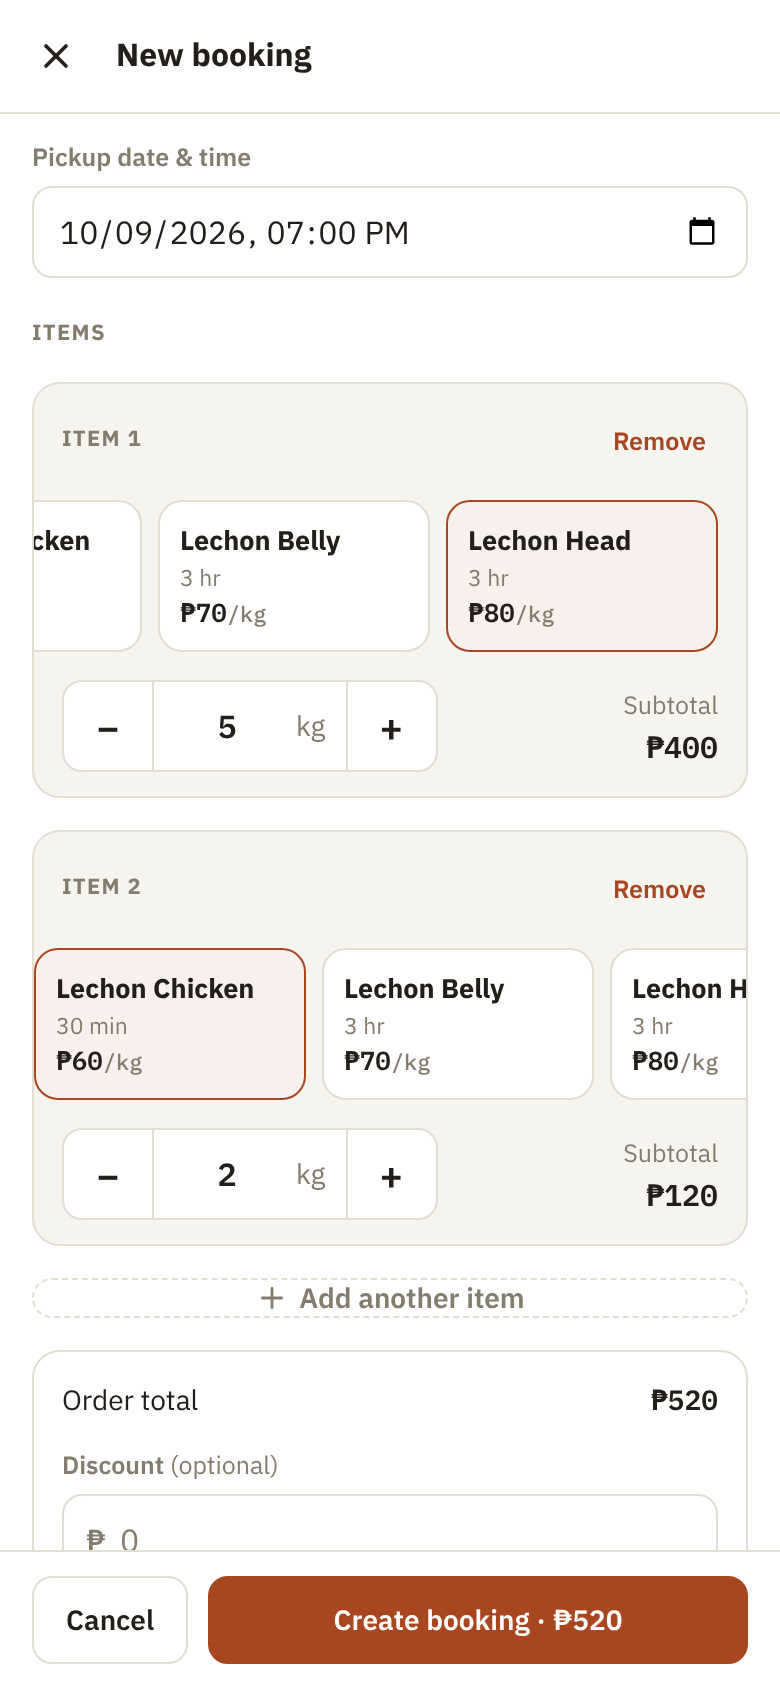 New booking
Pickup date & time
10/09/2026, 07:00 PM
ITEMS
ITEM 1
Remove
cken
Lechon Belly
3 hr
₱70/kg
Lechon Head
3 hr
₱80/kg
– 5 kg +
Subtotal
₱400
ITEM 2
Remove
Lechon Chicken
30 min
₱60/kg
Lechon Belly
3 hr
₱70/kg
Lechon H
3 hr
₱80/kg
– 2 kg +
Subtotal
₱120
+ Add another item
Order total ₱520
Discount (optional)
₱ 0
Cancel
Create booking · ₱520